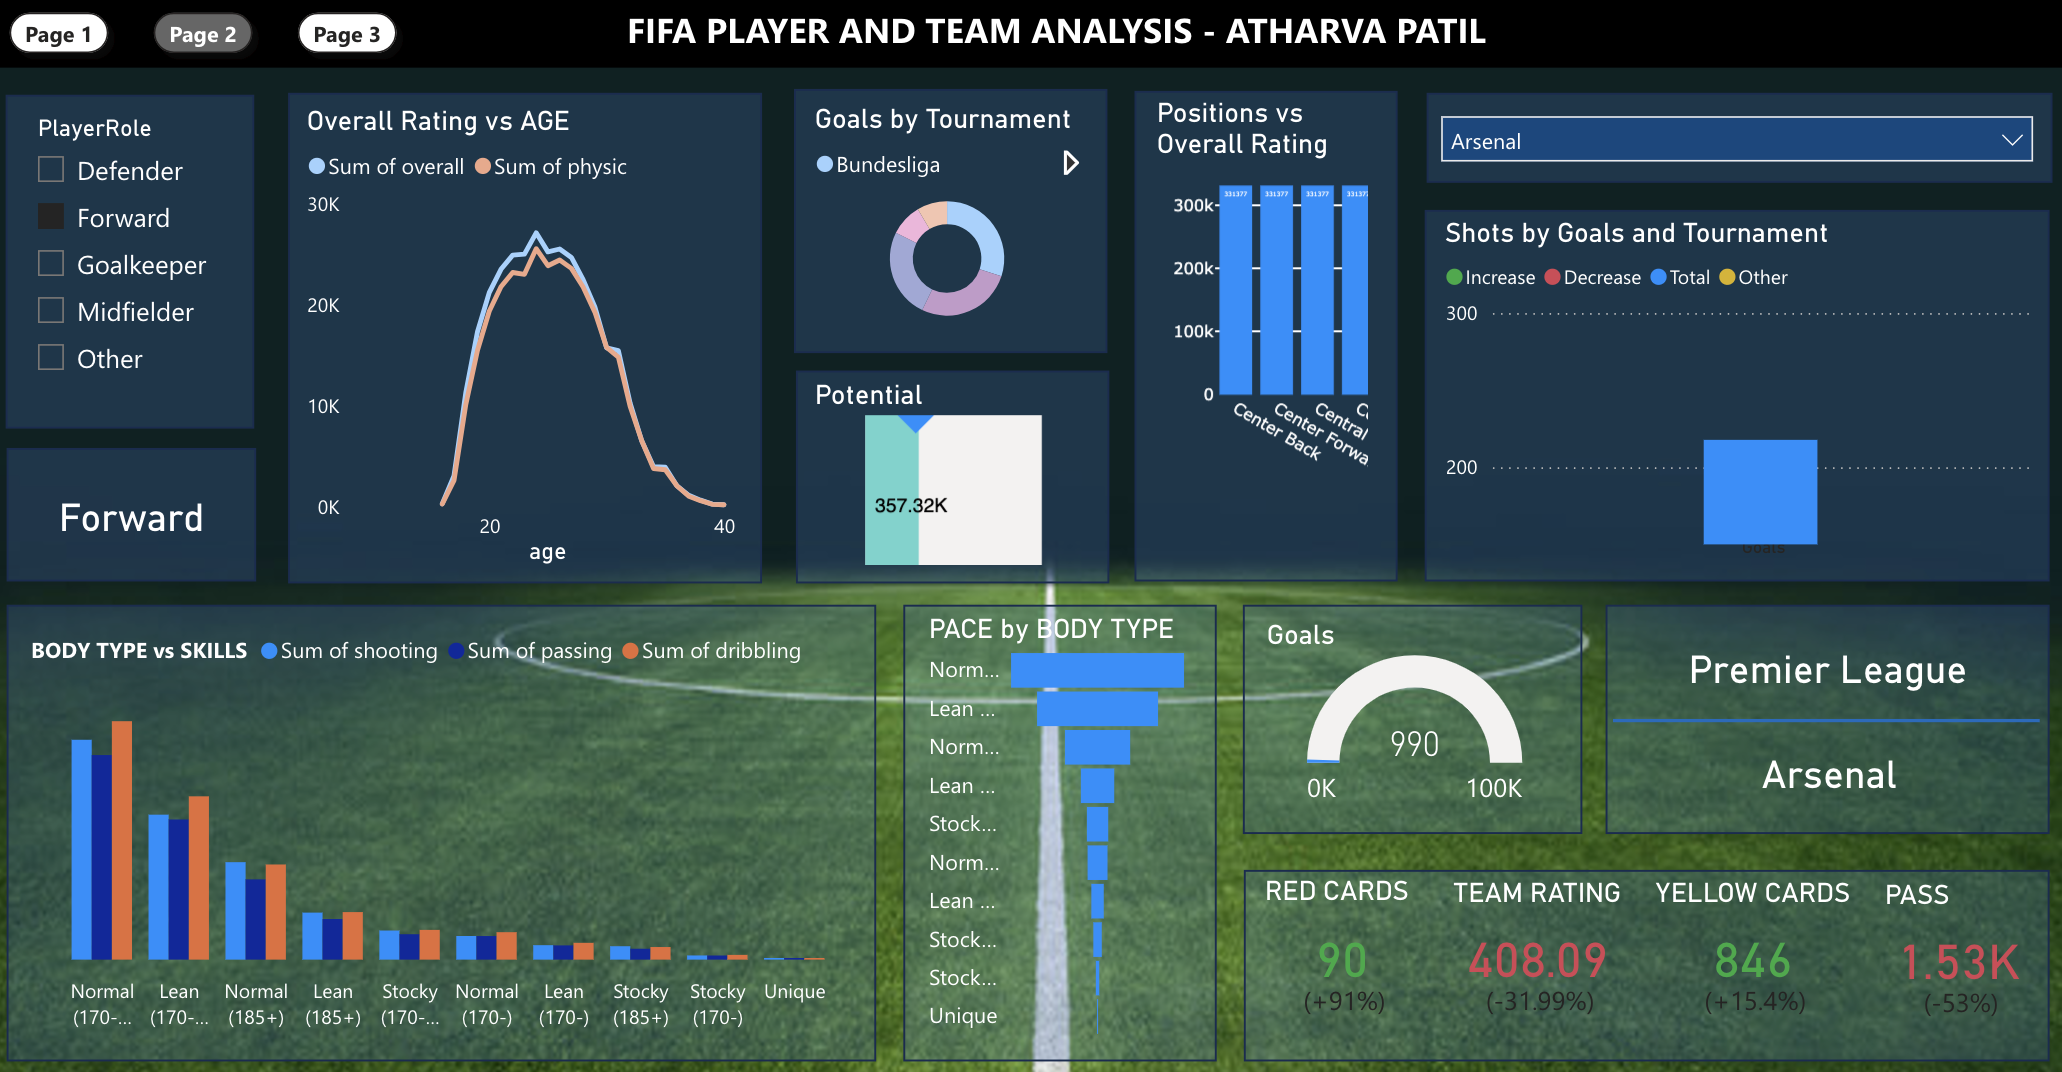 Page 1
Page 2
Page 3
FIFA PLAYER AND TEAM ANALYSIS - ATHARVA PATIL
PlayerRole
Defender
Forward
Goalkeeper
Midfielder
Other
Forward
Overall Rating vs AGE
Sum of overall Sum of physic
30K
20K
10K
0K
20 40
age
Goals by Tournament
Bundesliga
Potential
357.32K
Positions vs
Overall Rating
331377 331377 331377 331377
300k
200k
100k
0
Center Back
Center Forwa
Central
Ce
Arsenal
Shots by Goals and Tournament
Increase Decrease Total Other
300
200
Goals
BODY TYPE vs SKILLS Sum of shooting Sum of passing Sum of dribbling
Normal Lean Normal Lean Stocky Normal Lean Stocky Stocky Unique
(170-... (170-... (185+) (185+) (170-... (170-) (170-) (185+) (170-)
PACE by BODY TYPE
Norm...
Lean ...
Norm...
Lean ...
Stock...
Norm...
Lean ...
Stock...
Stock...
Unique
Goals
990
0K 100K
Premier League
Arsenal
RED CARDS TEAM RATING YELLOW CARDS PASS
90 408.09 846 1.53K
(+91%) (-31.99%) (+15.4%) (-53%)